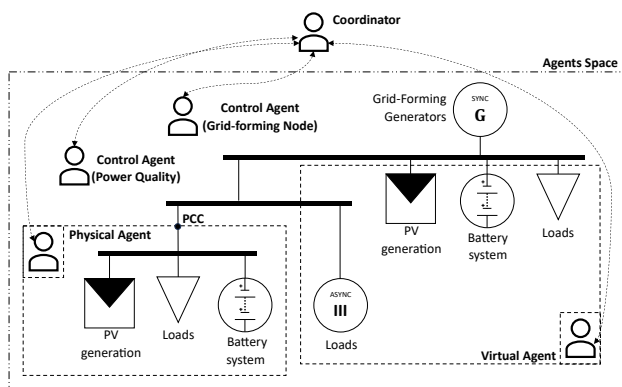 Coordinator
Agents Space
Control Agent
(Grid-forming Node)
Grid-Forming
Generators
SYNC
G
Control Agent
(Power Quality)
PCC
Physical Agent
PV
generation
Battery
system
Loads
ASYNC
III
Loads
PV
generation
Loads
Battery
system
Virtual Agent